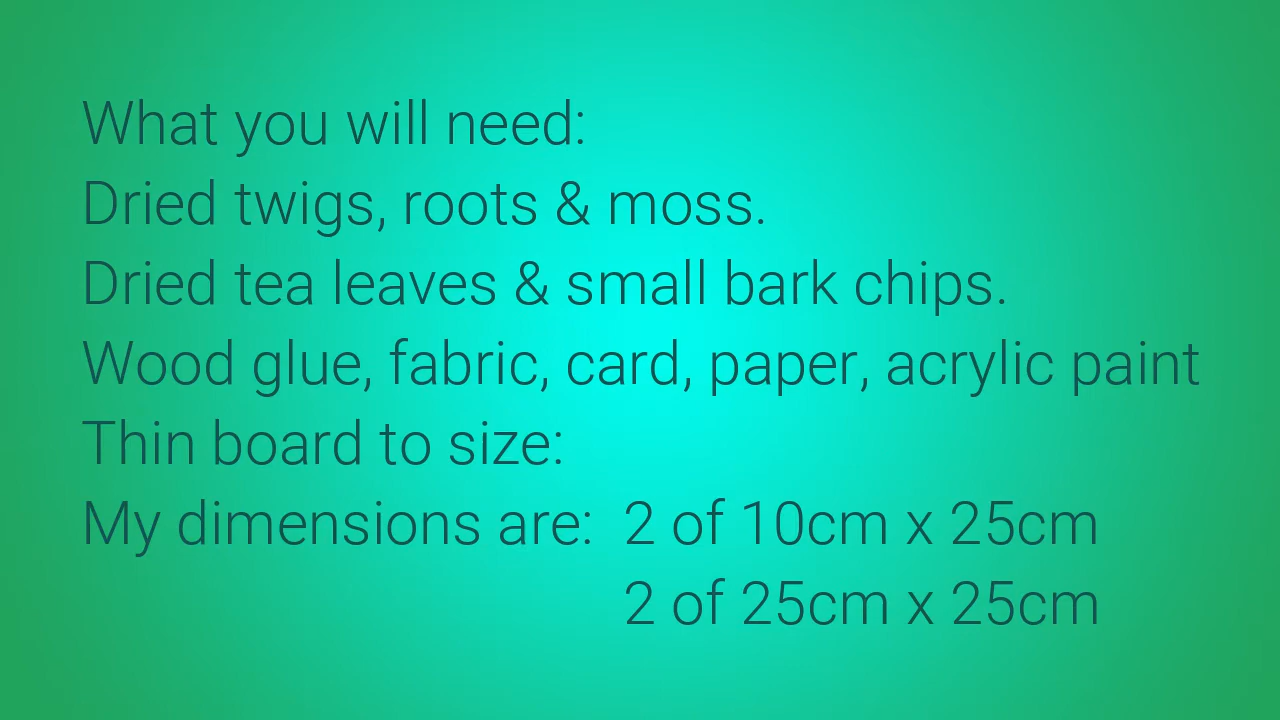 What you will need:
Dried twigs, roots & moss.
Dried tea leaves & small bark chips.
Wood glue, fabric, card, paper, acrylic paint
Thin board to size:
My dimensions are: 2 of 10cm x 25cm
2 of 25cm x 25cm